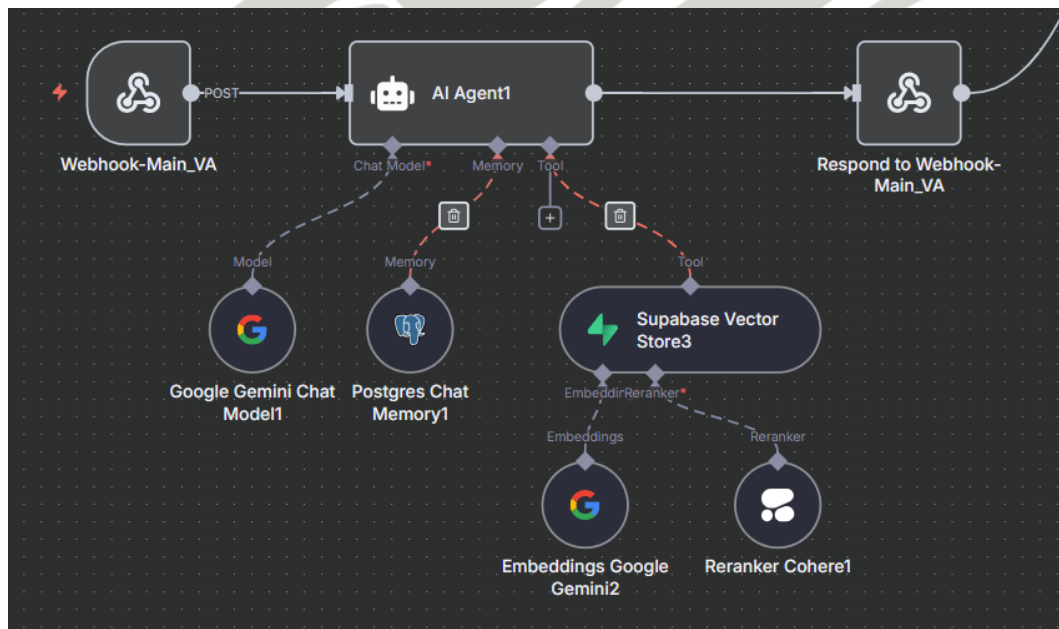 POST
AI Agent1
Webhook-Main_VA
Chat Model*
Memory
Tool
Respond to Webhook-
Main_VA
Model
Memory
Tool
Supabase Vector
Store3
Google Gemini Chat
Model1
Postgres Chat
Memory1
Embeddin
Reranker*
Embeddings
Reranker
Embeddings Google
Gemini2
Reranker Cohere1